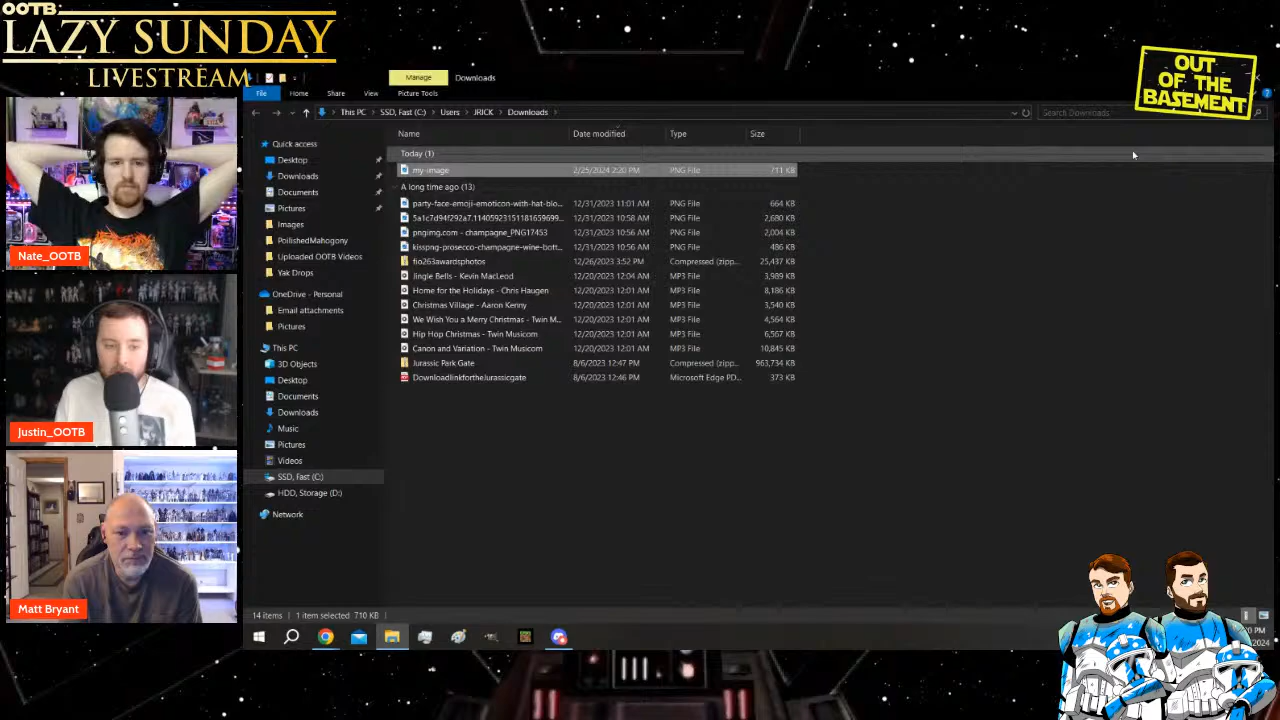 OOTB
LAZY SUNDAY
LIVESTREAM
OUT
OF THE
BASEMENT
Manage
Downloads
File
Home
Share
View
Picture Tools
This PC
SSD, Fast (C:)
Users
JRICK
Downloads
Search Downloads
Name
Date modified
Type
Size
Today (1)
my-image 2/25/2024 2:20 PM PNG File 711 KB
A long time ago (13)
party-face-emoji-emoticon-with-hat-blo... 12/31/2023 11:01 AM PNG File 664 KB
5a1c7d94f292a7.1140592315118165969... 12/31/2023 10:58 AM PNG File 2,680 KB
pngimg.com - champagne_PNG17453 12/31/2023 10:56 AM PNG File 2,004 KB
kisspng-prosecco-champagne-wine-bott... 12/31/2023 10:56 AM PNG File 486 KB
fio263awardsphotos 12/26/2023 3:52 PM Compressed (zipp... 25,437 KB
Jingle Bells - Kevin MacLeod 12/20/2023 12:04 AM MP3 File 3,989 KB
Home for the Holidays - Chris Haugen 12/20/2023 12:01 AM MP3 File 8,186 KB
Christmas Village - Aaron Kenny 12/20/2023 12:01 AM MP3 File 3,540 KB
We Wish You a Merry Christmas - Twin M... 12/20/2023 12:01 AM MP3 File 4,564 KB
Hip Hop Christmas - Twin Musicom 12/20/2023 12:01 AM MP3 File 6,567 KB
Canon and Variation - Twin Musicom 12/20/2023 12:01 AM MP3 File 10,845 KB
Jurassic Park Gate 8/6/2023 12:47 PM Compressed (zipp... 963,734 KB
DownloadlinkfortheJurassicgate 8/6/2023 12:46 PM Microsoft Edge PD... 373 KB
Quick access
Desktop
Downloads
Documents
Pictures
Images
PoilishedMahogony
Uploaded OOTB Videos
Yak Drops
OneDrive - Personal
Email attachments
Pictures
This PC
3D Objects
Desktop
Documents
Downloads
Music
Pictures
Videos
SSD, Fast (C:)
HDD, Storage (D:)
Network
14 items
1 item selected 710 KB
Nate_OOTB
Justin_OOTB
Matt Bryant